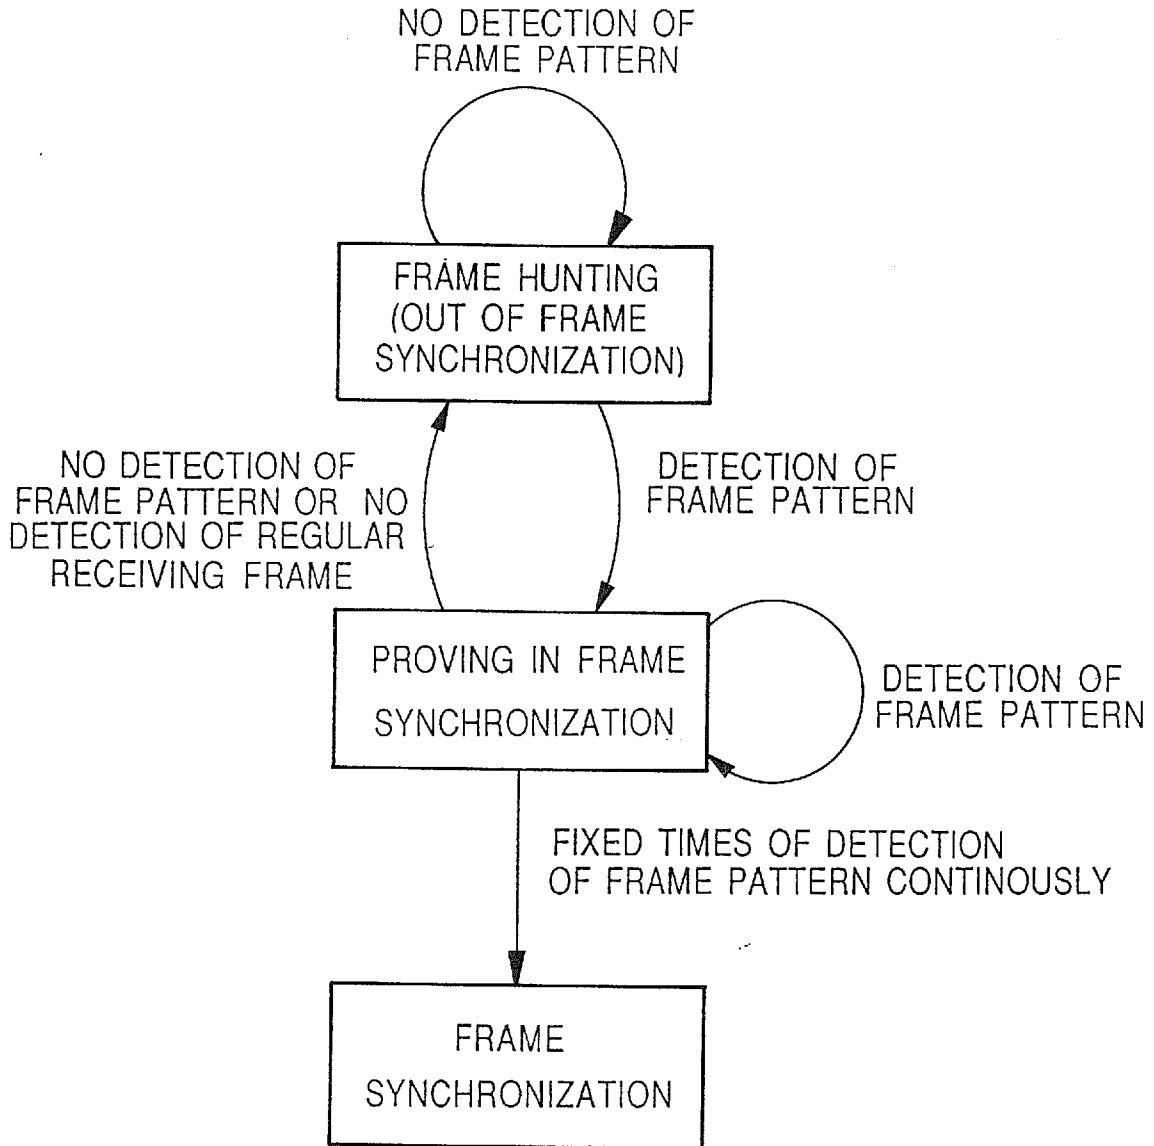 NO DETECTION OF
FRAME PATTERN
FRAME HUNTING
(OUT OF FRAME
SYNCHRONIZATION)
NO DETECTION OF
FRAME PATTERN OR NO
DETECTION OF REGULAR
RECEIVING FRAME
DETECTION OF
FRAME PATTERN
PROVING IN FRAME
SYNCHRONIZATION
DETECTION OF
FRAME PATTERN
FIXED TIMES OF DETECTION
OF FRAME PATTERN CONTINOUSLY
FRAME
SYNCHRONIZATION